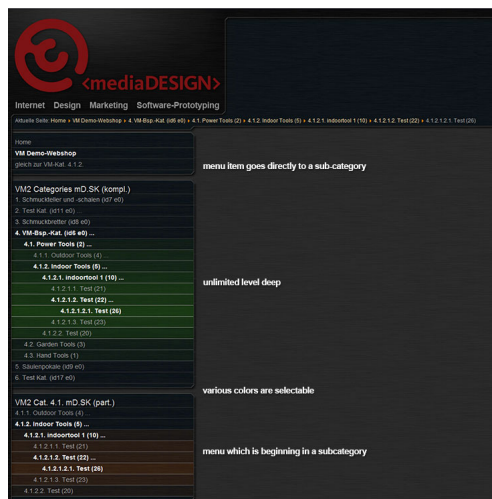 <mediaDESIGN>
Internet Design Marketing Software-Prototyping
Aktuelle Seite: Home ▸ VM Demo-Webshop ▸ 4. VM-Bsp.-Kat. (id6 e0) ▸ 4.1. Power Tools (2) ▸ 4.1.2. Indoor Tools (5) ▸ 4.1.2.1. indoortool 1 (10) ▸ 4.1.2.1.2. Test (22) ▸ 4.1.2.1.2.1. Test (26)
Home
VM Demo-Webshop
gleich zur VM-Kat. 4.1.2.
menu item goes directly to a sub-category
VM2 Categories mD.SK (kompl.)
1. Schmuckteller und -schalen (id7 e0)
2. Test Kat. (id11 e0) ...
3. Schmuckbretter (id8 e0)
4. VM-Bsp.-Kat. (id6 e0) ...
4.1. Power Tools (2) ...
4.1.1. Outdoor Tools (4) ...
4.1.2. Indoor Tools (5) ...
4.1.2.1. indoortool 1 (10) ...
unlimited level deep
4.1.2.1.1. Test (21)
4.1.2.1.2. Test (22) ...
4.1.2.1.2.1. Test (26)
4.1.2.1.3. Test (23)
4.1.2.2. Test (20)
4.2. Garden Tools (3)
4.3. Hand Tools (1)
5. Säulenpokale (id9 e0)
6. Test Kat. (id17 e0)
various colors are selectable
VM2 Cat. 4.1. mD.SK (part.)
4.1.1. Outdoor Tools (4) ...
4.1.2. Indoor Tools (5) ...
4.1.2.1. indoortool 1 (10) ...
4.1.2.1.1. Test (21)
menu which is beginning in a subcategory
4.1.2.1.2. Test (22) ...
4.1.2.1.2.1. Test (26)
4.1.2.1.3. Test (23)
4.1.2.2. Test (20)